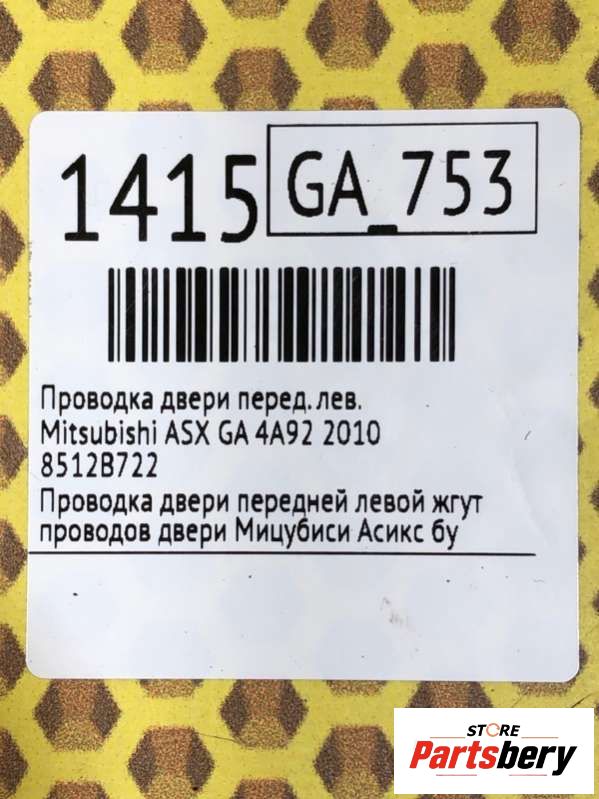 1415 GA_753
Проводка двери перед. лев.
Mitsubishi ASX GA 4A92 2010
8512B722
Проводка двери передней левой жгут
проводов двери Мицубиси Асикс бу
STORE
Partsbery